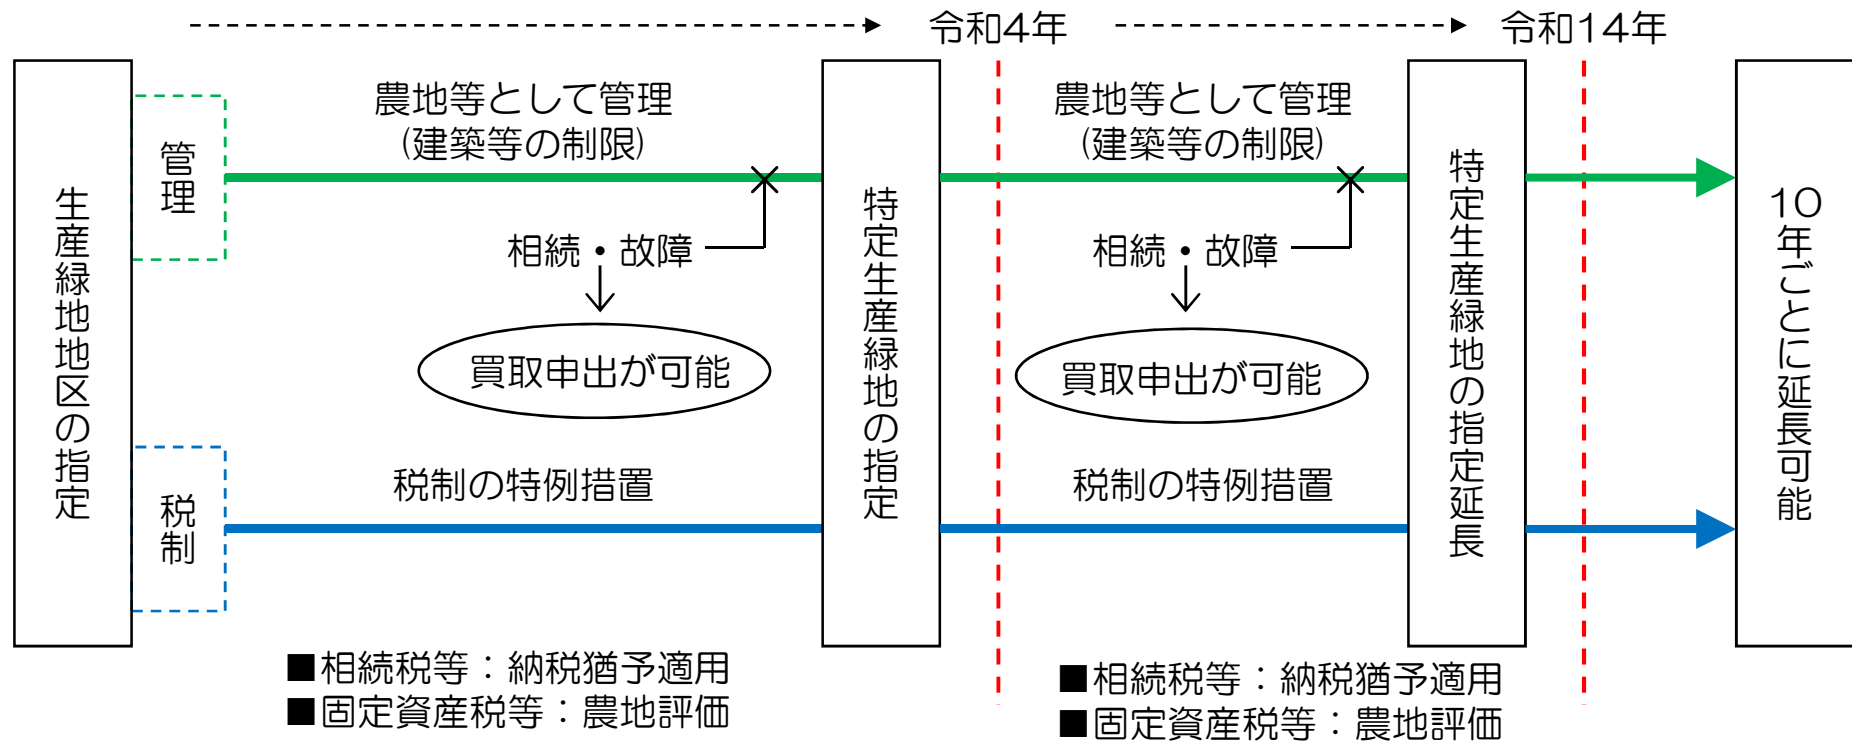 令和4年
令和14年
生産緑地地区の指定
管理
農地等として管理
(建築等の制限)
相続・故障
買取申出が可能
税制
税制の特例措置
■相続税等：納税猶予適用
■固定資産税等：農地評価
特定生産緑地の指定
農地等として管理
(建築等の制限)
相続・故障
買取申出が可能
税制の特例措置
■相続税等：納税猶予適用
■固定資産税等：農地評価
特定生産緑地の指定延長
10年ごとに延長可能